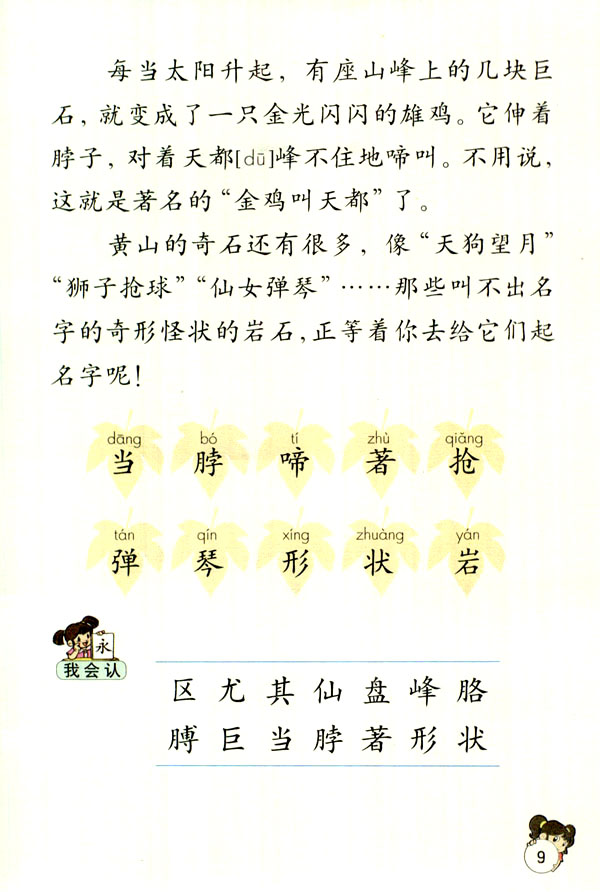 每当太阳升起，有座山峰上的几块巨
石，就变成了一只金光闪闪的雄鸡。它伸着
脖子，对着天都[dū]峰不住地啼叫。不用说，
这就是著名的“金鸡叫天都”了。
黄山的奇石还有很多，像“天狗望月”
“狮子抢球”“仙女弹琴”……那些叫不出名
字的奇形怪状的岩石，正等着你去给它们起
名字呢！
dāng bó tí zhù qiǎng
当 脖 啼 著 抢
tán qín xíng zhuàng yán
弹 琴 形 状 岩
永
我会认
区 尤 其 仙 盘 峰 胳
膊 巨 当 脖 著 形 状
9